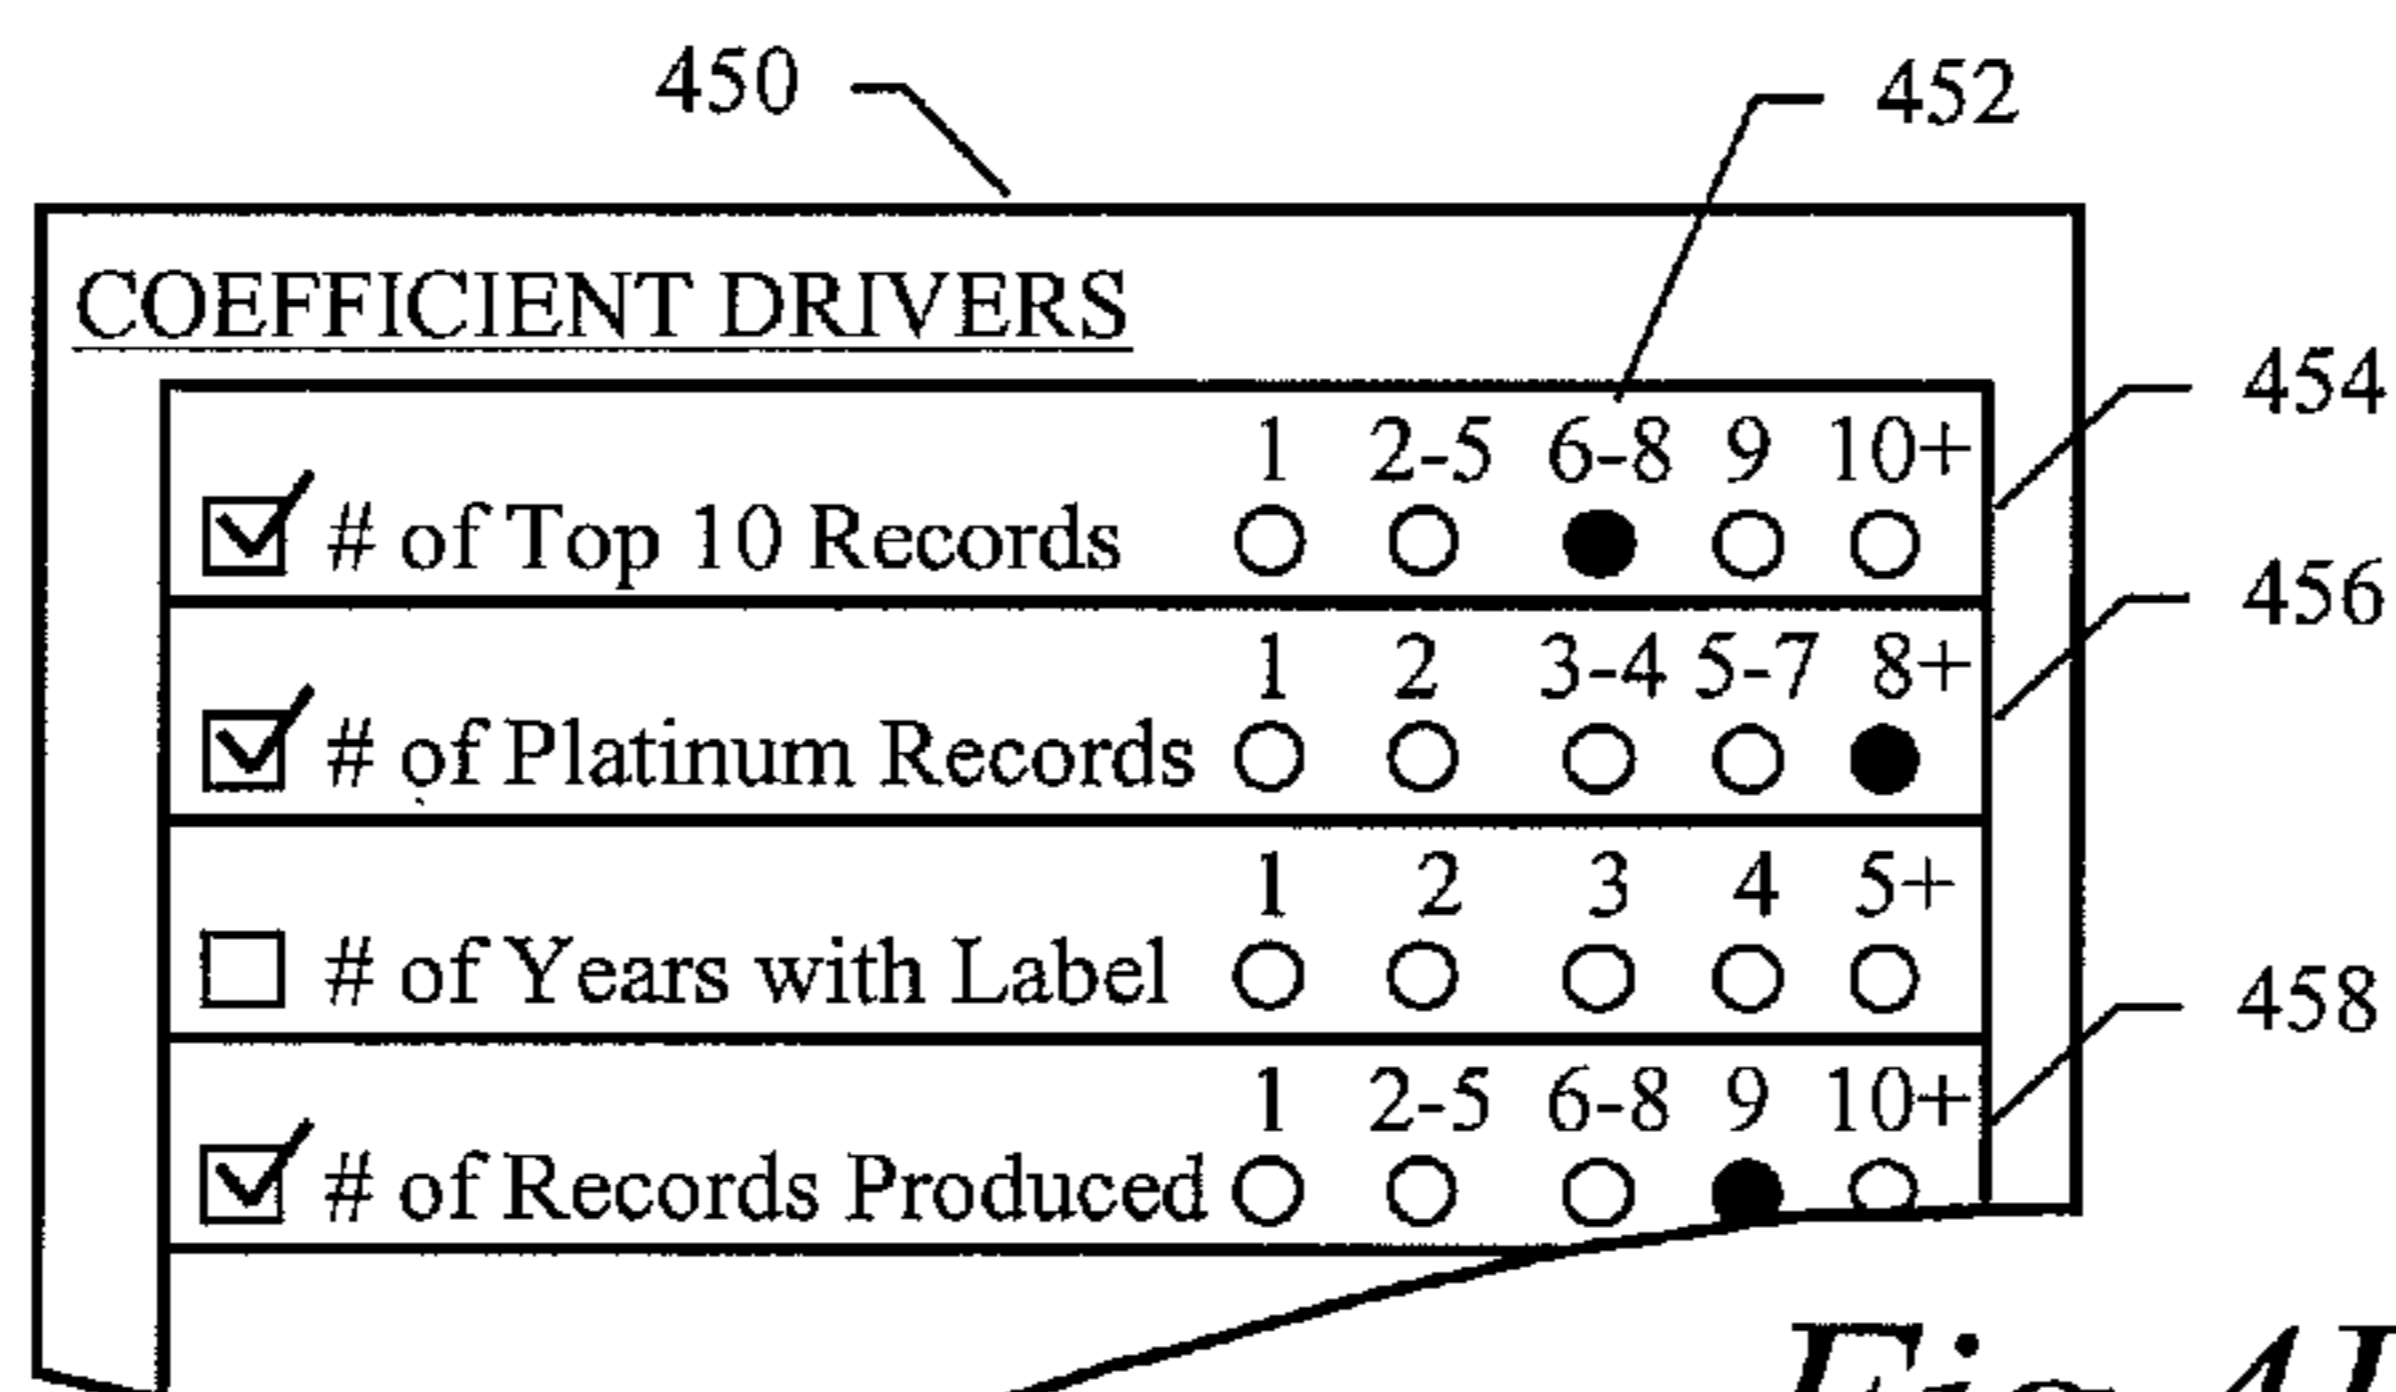 450
452
COEFFICIENT DRIVERS
454
1 2-5 6-8 9 10+
# of Top 10 Records
456
1 2 3-4 5-7 8+
# of Platinum Records
1 2 3 4 5+
# of Years with Label
458
1 2-5 6-8 9 10+
# of Records Produced